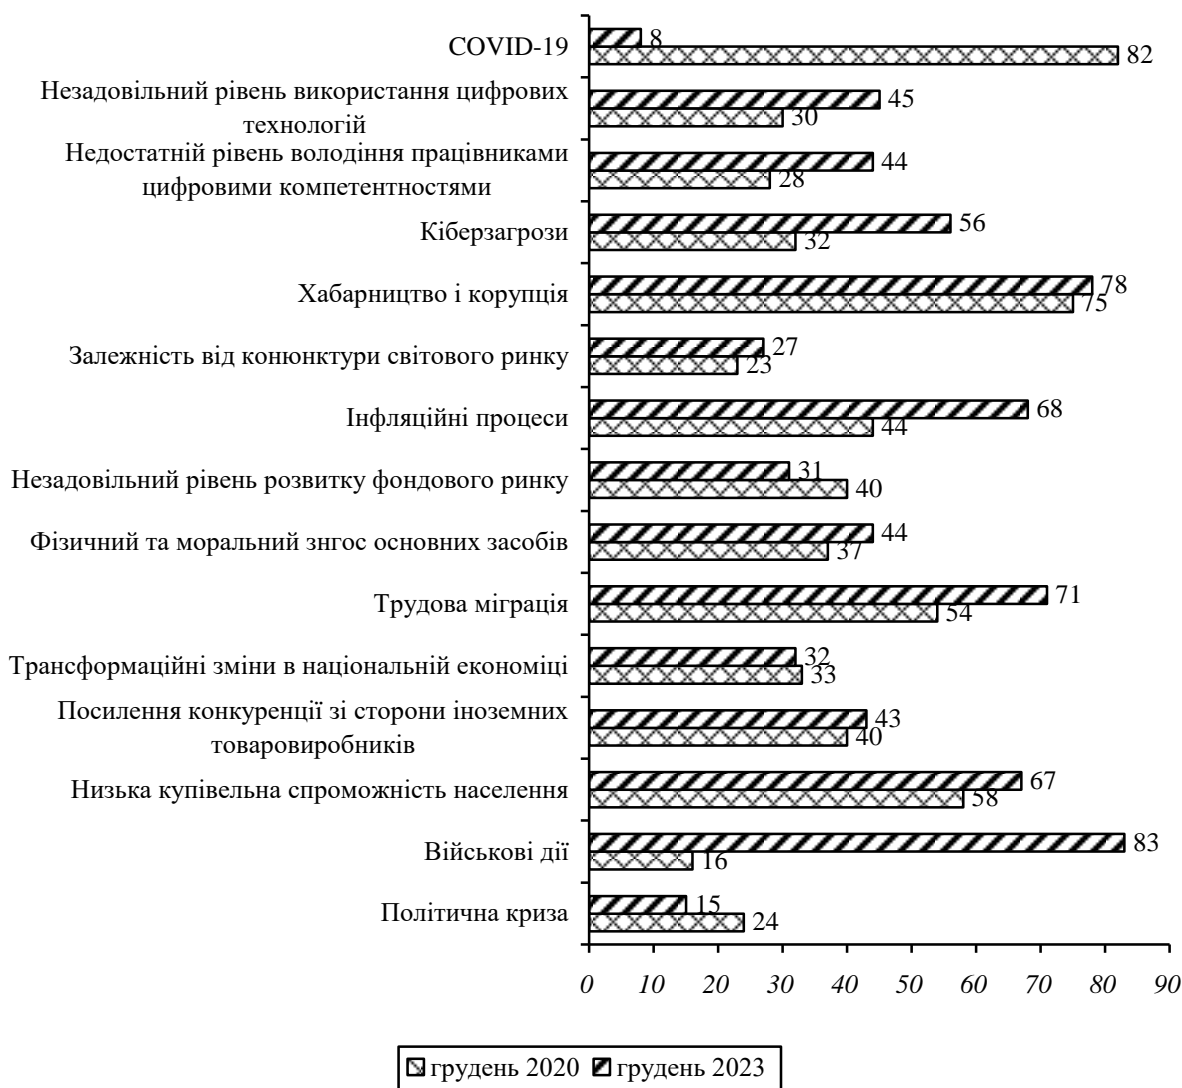 COVID-19
8
82
Незадовільний рівень використання цифрових
технологій
45
30
Недостатній рівень володіння працівниками
цифровими компетентностями
44
28
Кіберзагрози
56
32
Хабарництво і корупція
78
75
Залежність від конюнктури світового ринку
27
23
Інфляційні процеси
68
44
Незадовільний рівень розвитку фондового ринку
31
40
Фізичний та моральний знгос основних засобів
44
37
Трудова міграція
71
54
Трансформаційні зміни в національній економіці
32
33
Посилення конкуренції зі сторони іноземних
товаровиробників
43
40
Низька купівельна спроможність населення
67
58
Військові дії
83
16
Політична криза
15
24
0 10 20 30 40 50 60 70 80 90
грудень 2020 грудень 2023